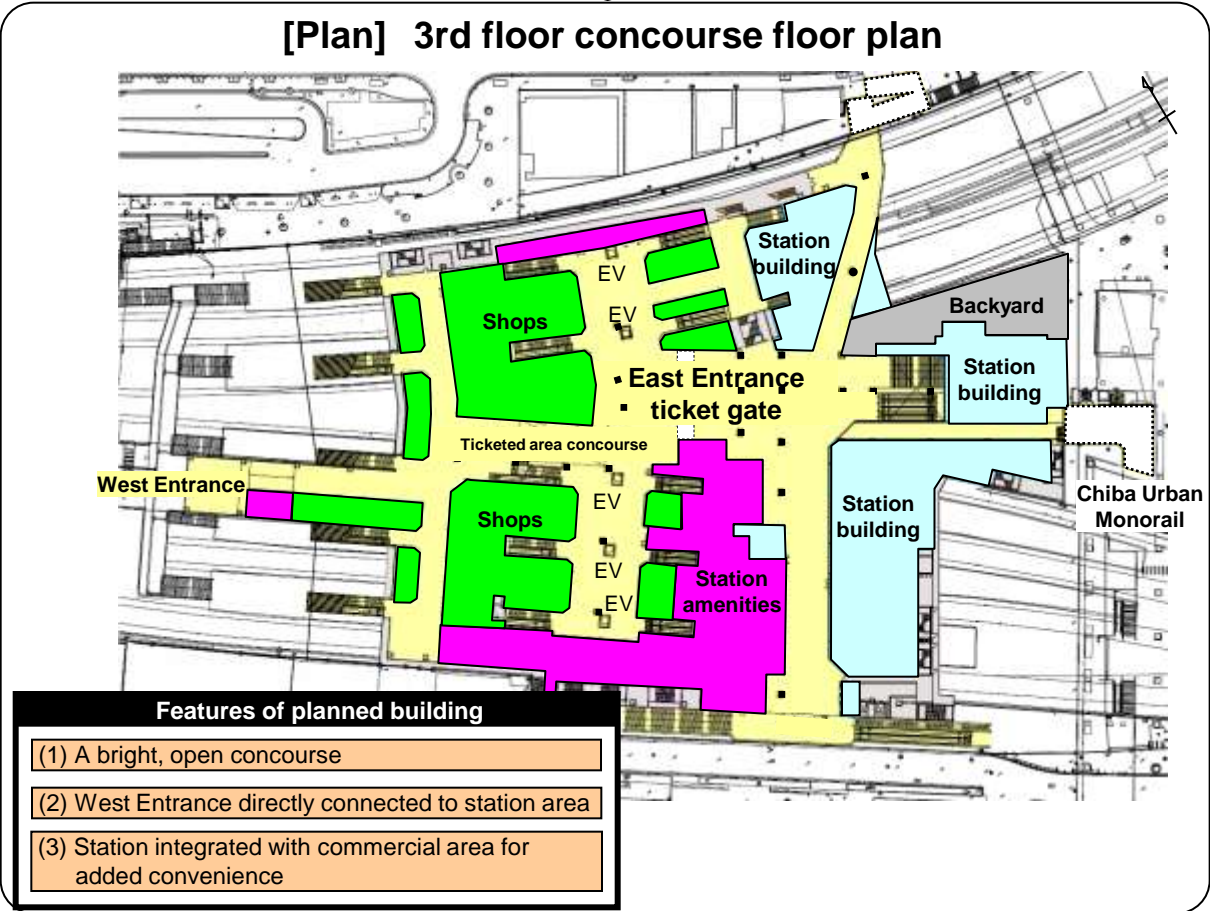 [Plan] 3rd floor concourse floor plan
Station
building
EV
Backyard
Shops
EV
Station
building
East Entrance
ticket gate
Ticketed area concourse
West Entrance
EV
Chiba Urban
Monorail
Station
building
Shops
EV
Station
amenities
EV
Features of planned building
(1) A bright, open concourse
(2) West Entrance directly connected to station area
(3) Station integrated with commercial area for
added convenience